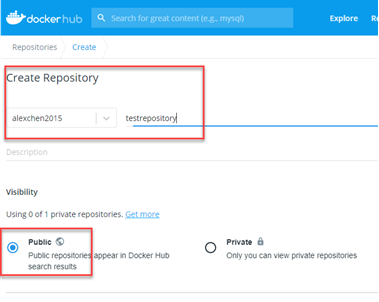 docker hub
Search for great content (e.g., mysql)
Explore
Repositories
Create
Create Repository
alexchen2015
testrepository
Description
Visibility
Using 0 of 1 private repositories. Get more
Public
Public repositories appear in Docker Hub
search results
Private
Only you can view private repositories